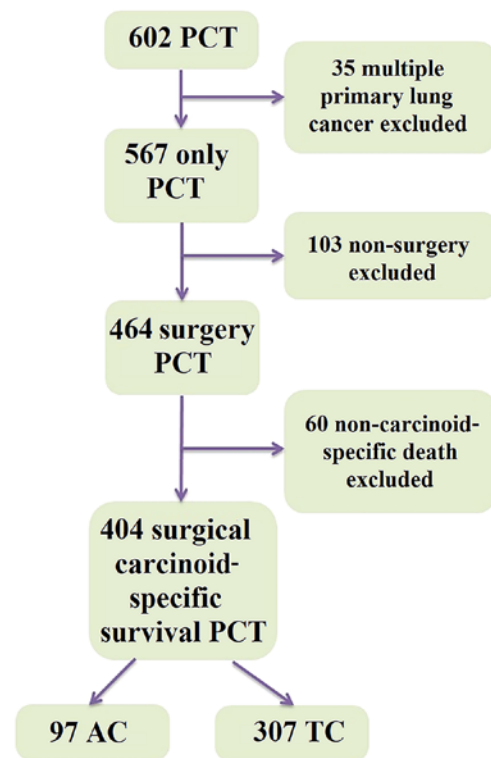 602 PCT
35 multiple
primary lung
cancer excluded
567 only
PCT
103 non-surgery
excluded
464 surgery
PCT
60 non-carcinoid-
specific death
excluded
404 surgical
carcinoid-
specific
survival PCT
97 AC
307 TC